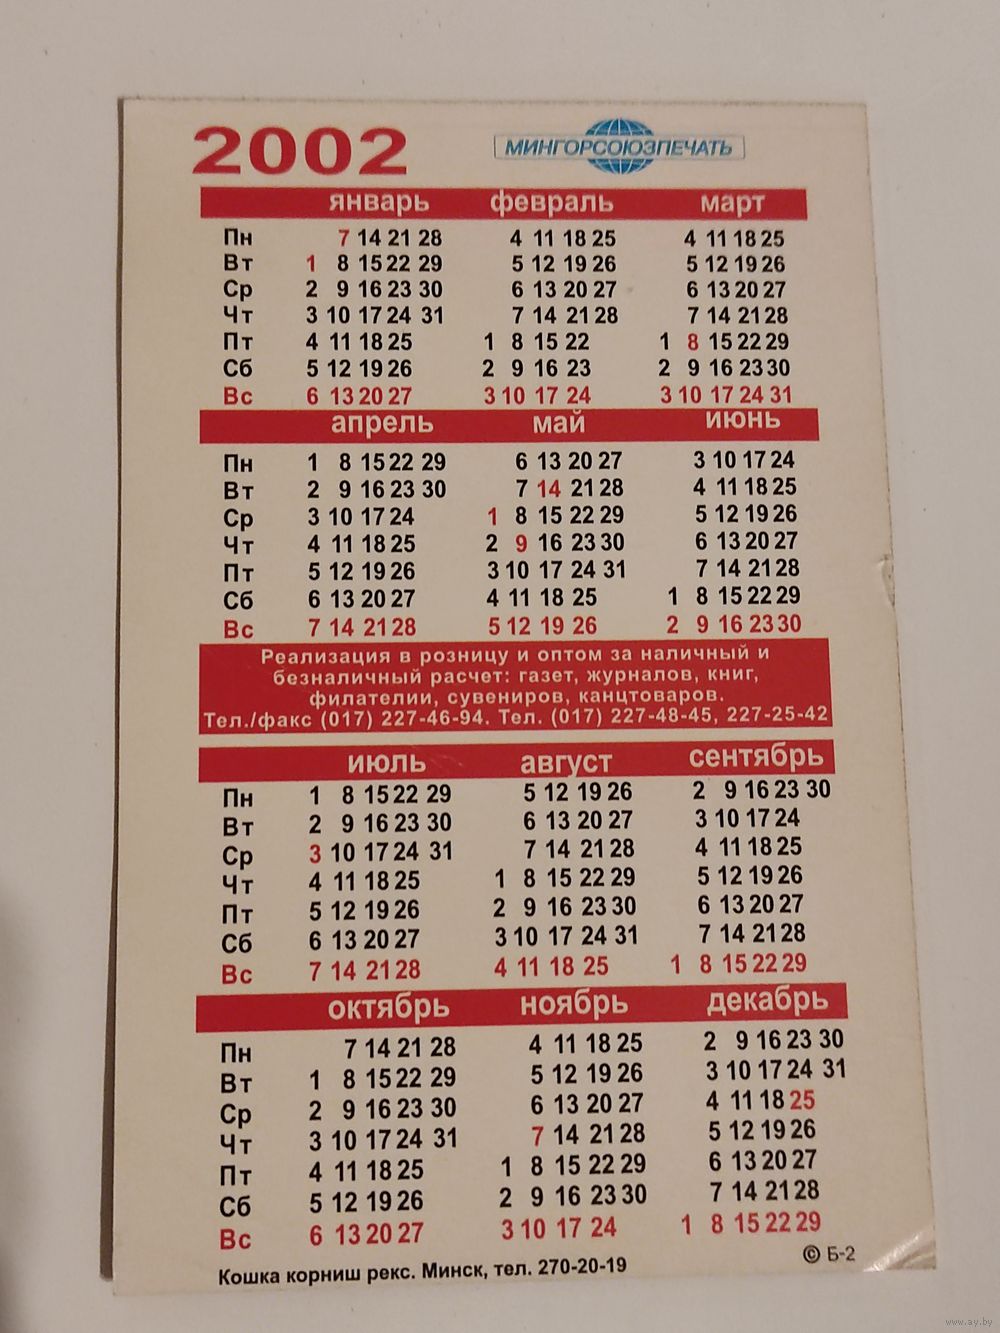 2002 МИНГОРСОЮЗПЕЧАТЬ
январь февраль март
Пн 7 14 21 28 4 11 18 25 4 11 18 25
Вт 1 8 15 22 29 5 12 19 26 5 12 19 26
Ср 2 9 16 23 30 6 13 20 27 6 13 20 27
Чт 3 10 17 24 31 7 14 21 28 7 14 21 28
Пт 4 11 18 25 1 8 15 22 1 8 15 22 29
Сб 5 12 19 26 2 9 16 23 2 9 16 23 30
Вс 6 13 20 27 3 10 17 24 3 10 17 24 31
апрель май июнь
Пн 1 8 15 22 29 6 13 20 27 3 10 17 24
Вт 2 9 16 23 30 7 14 21 28 4 11 18 25
Ср 3 10 17 24 1 8 15 22 29 5 12 19 26
Чт 4 11 18 25 2 9 16 23 30 6 13 20 27
Пт 5 12 19 26 3 10 17 24 31 7 14 21 28
Сб 6 13 20 27 4 11 18 25 1 8 15 22 29
Вс 7 14 21 28 5 12 19 26 2 9 16 23 30
Реализация в розницу и оптом за наличный и
безналичный расчет: газет, журналов, книг,
филателии, сувениров, канцтоваров.
Тел./факс (017) 227-46-94. Тел. (017) 227-48-45, 227-25-42
июль август сентябрь
Пн 1 8 15 22 29 5 12 19 26 2 9 16 23 30
Вт 2 9 16 23 30 6 13 20 27 3 10 17 24
Ср 3 10 17 24 31 7 14 21 28 4 11 18 25
Чт 4 11 18 25 1 8 15 22 29 5 12 19 26
Пт 5 12 19 26 2 9 16 23 30 6 13 20 27
Сб 6 13 20 27 3 10 17 24 31 7 14 21 28
Вс 7 14 21 28 4 11 18 25 1 8 15 22 29
октябрь ноябрь декабрь
Пн 7 14 21 28 4 11 18 25 2 9 16 23 30
Вт 1 8 15 22 29 5 12 19 26 3 10 17 24 31
Ср 2 9 16 23 30 6 13 20 27 4 11 18 25
Чт 3 10 17 24 31 7 14 21 28 5 12 19 26
Пт 4 11 18 25 1 8 15 22 29 6 13 20 27
Сб 5 12 19 26 2 9 16 23 30 7 14 21 28
Вс 6 13 20 27 3 10 17 24 1 8 15 22 29
Кошка корниш рекс. Минск, тел. 270-20-19 © Б-2
www.ay.by